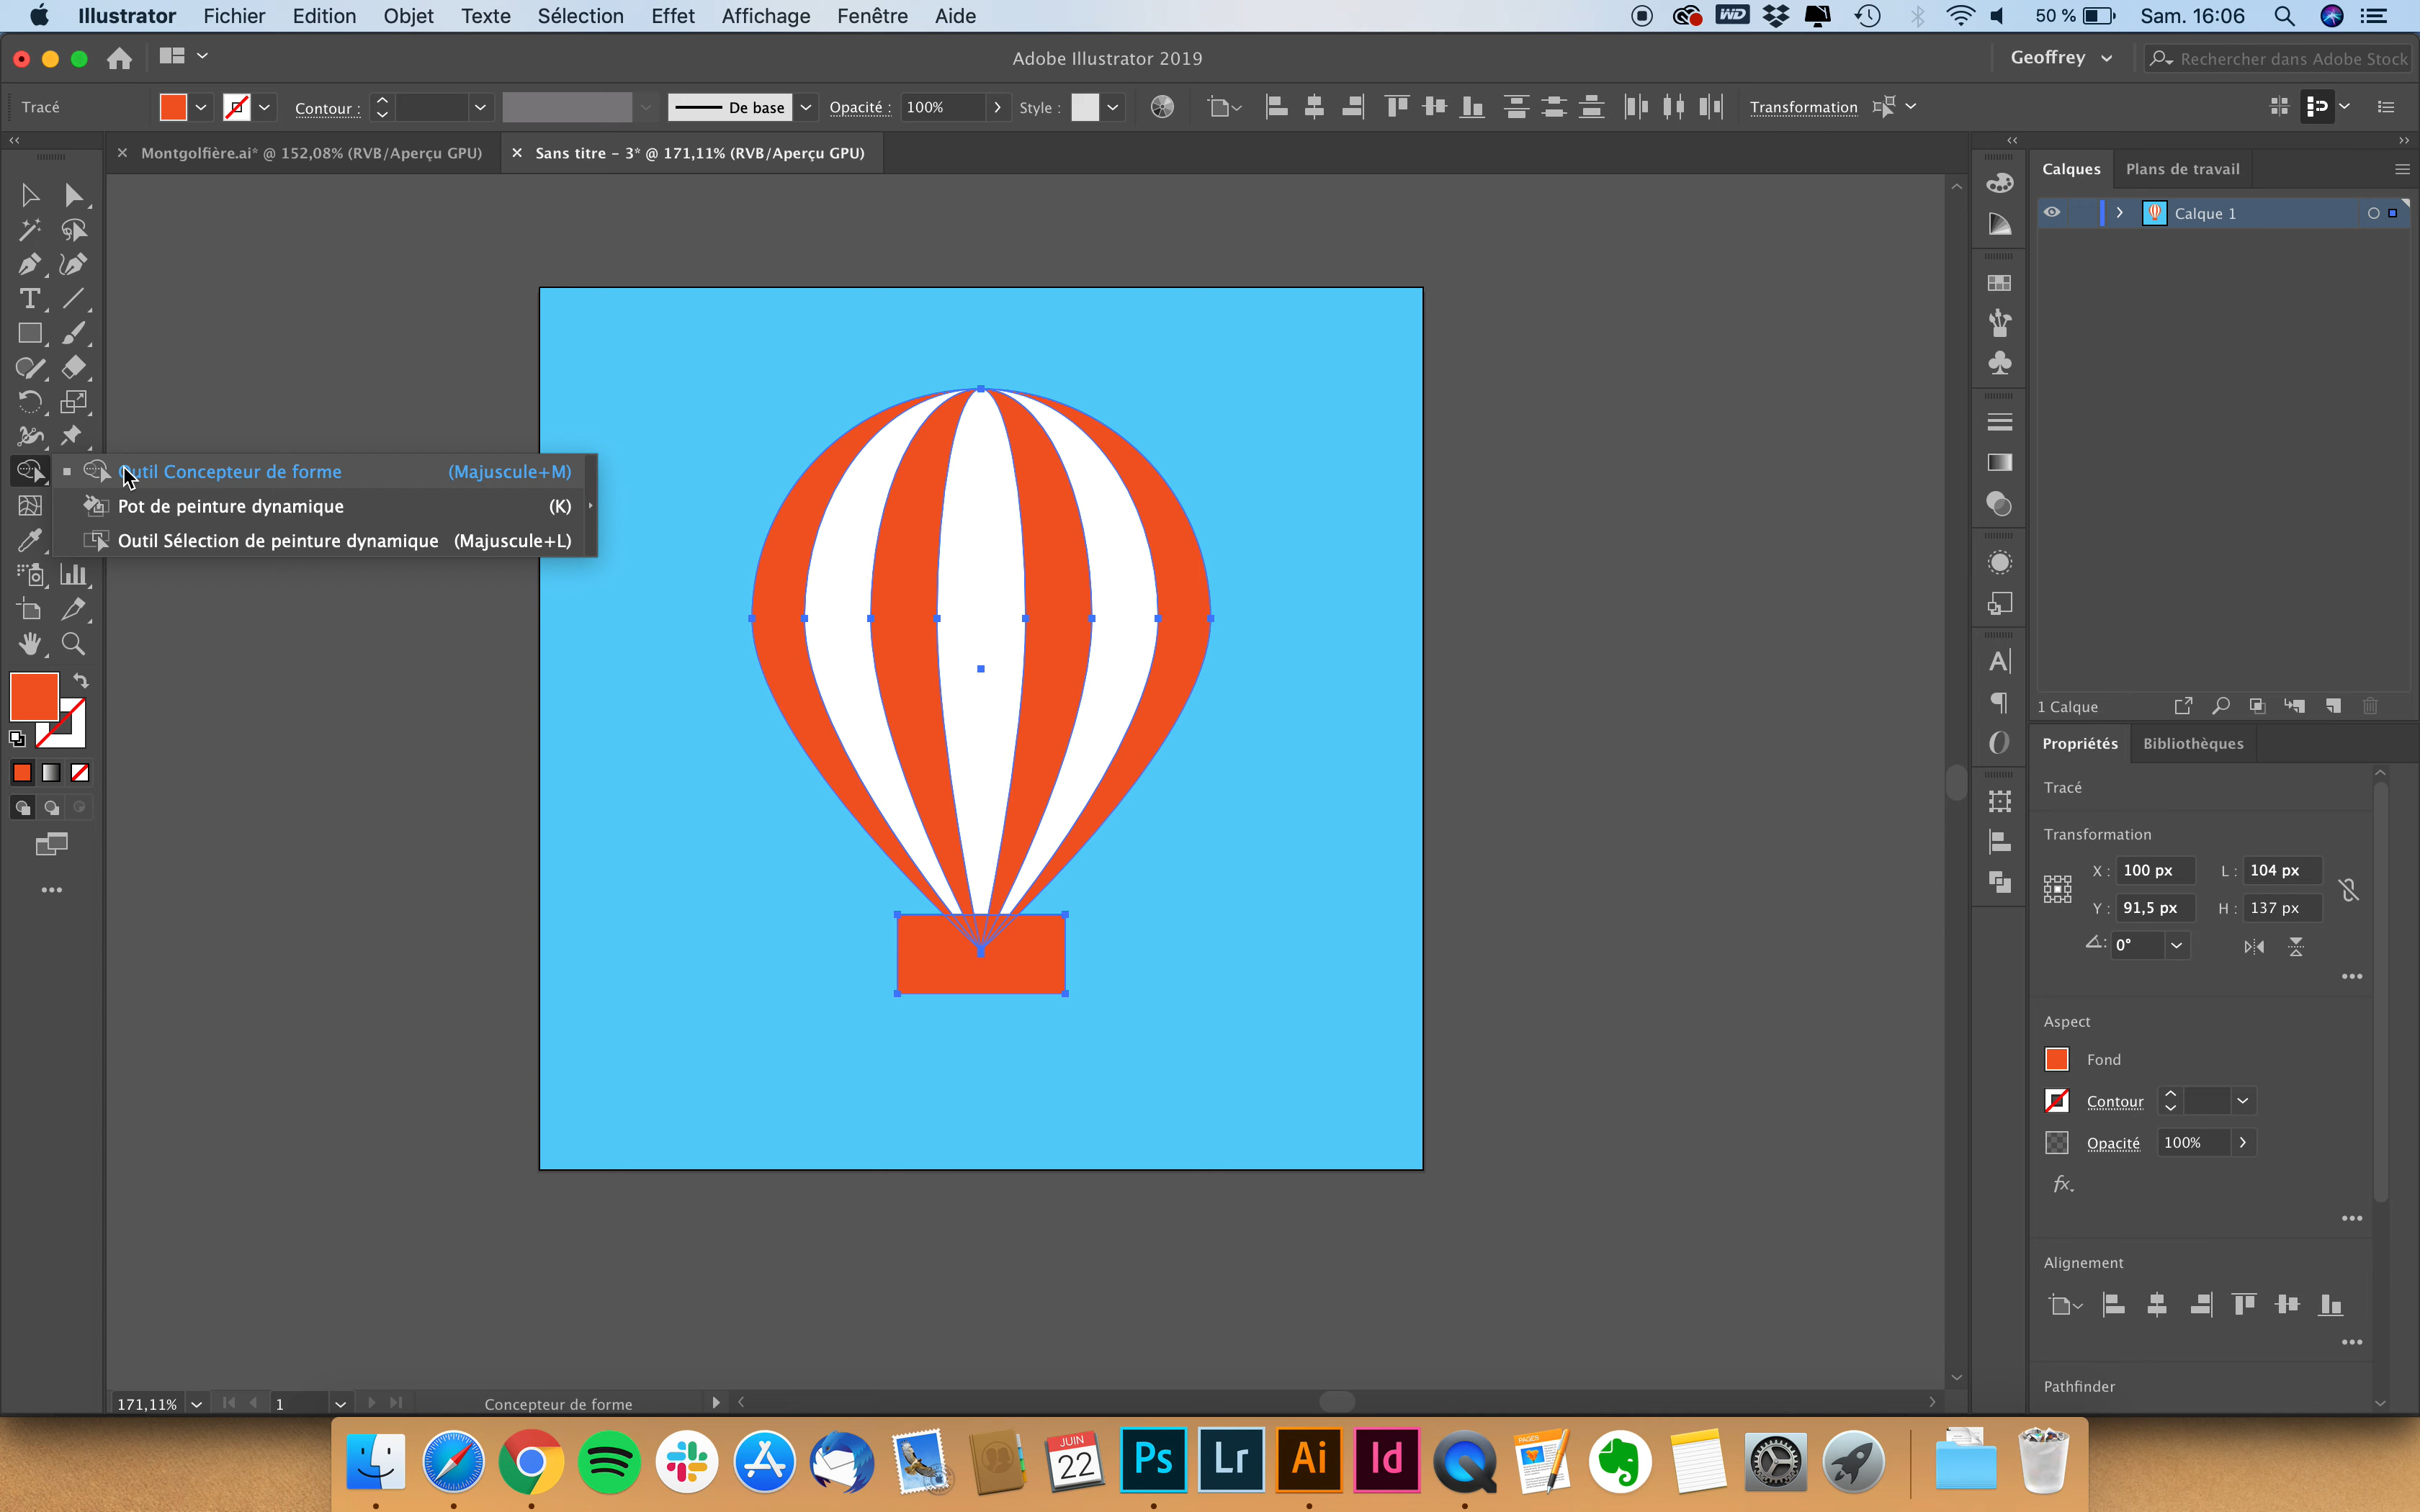 Illustrator Fichier Edition Objet Texte Sélection Effet Affichage Fenêtre Aide WD 50 % Sam. 16:06
Adobe Illustrator 2019 Geoffrey Rechercher dans Adobe Stock
Tracé Contour : De base Opacité : 100% Style : Transformation
Montgolfière.ai* @ 152,08% (RVB/Aperçu GPU) Sans titre - 3* @ 171,11% (RVB/Aperçu GPU)
Calques Plans de travail
Calque 1
Outil Concepteur de forme (Majuscule+M)
Pot de peinture dynamique (K)
Outil Sélection de peinture dynamique (Majuscule+L)
1 Calque
Propriétés Bibliothèques
Tracé
Transformation
X : 100 px L : 104 px
Y : 91,5 px H : 137 px
0°
Aspect
Fond
Contour
Opacité 100%
fx.
Alignement
Pathfinder
171,11% 1 Concepteur de forme
JUIN
22
Ps Lr Ai Id
PAGES